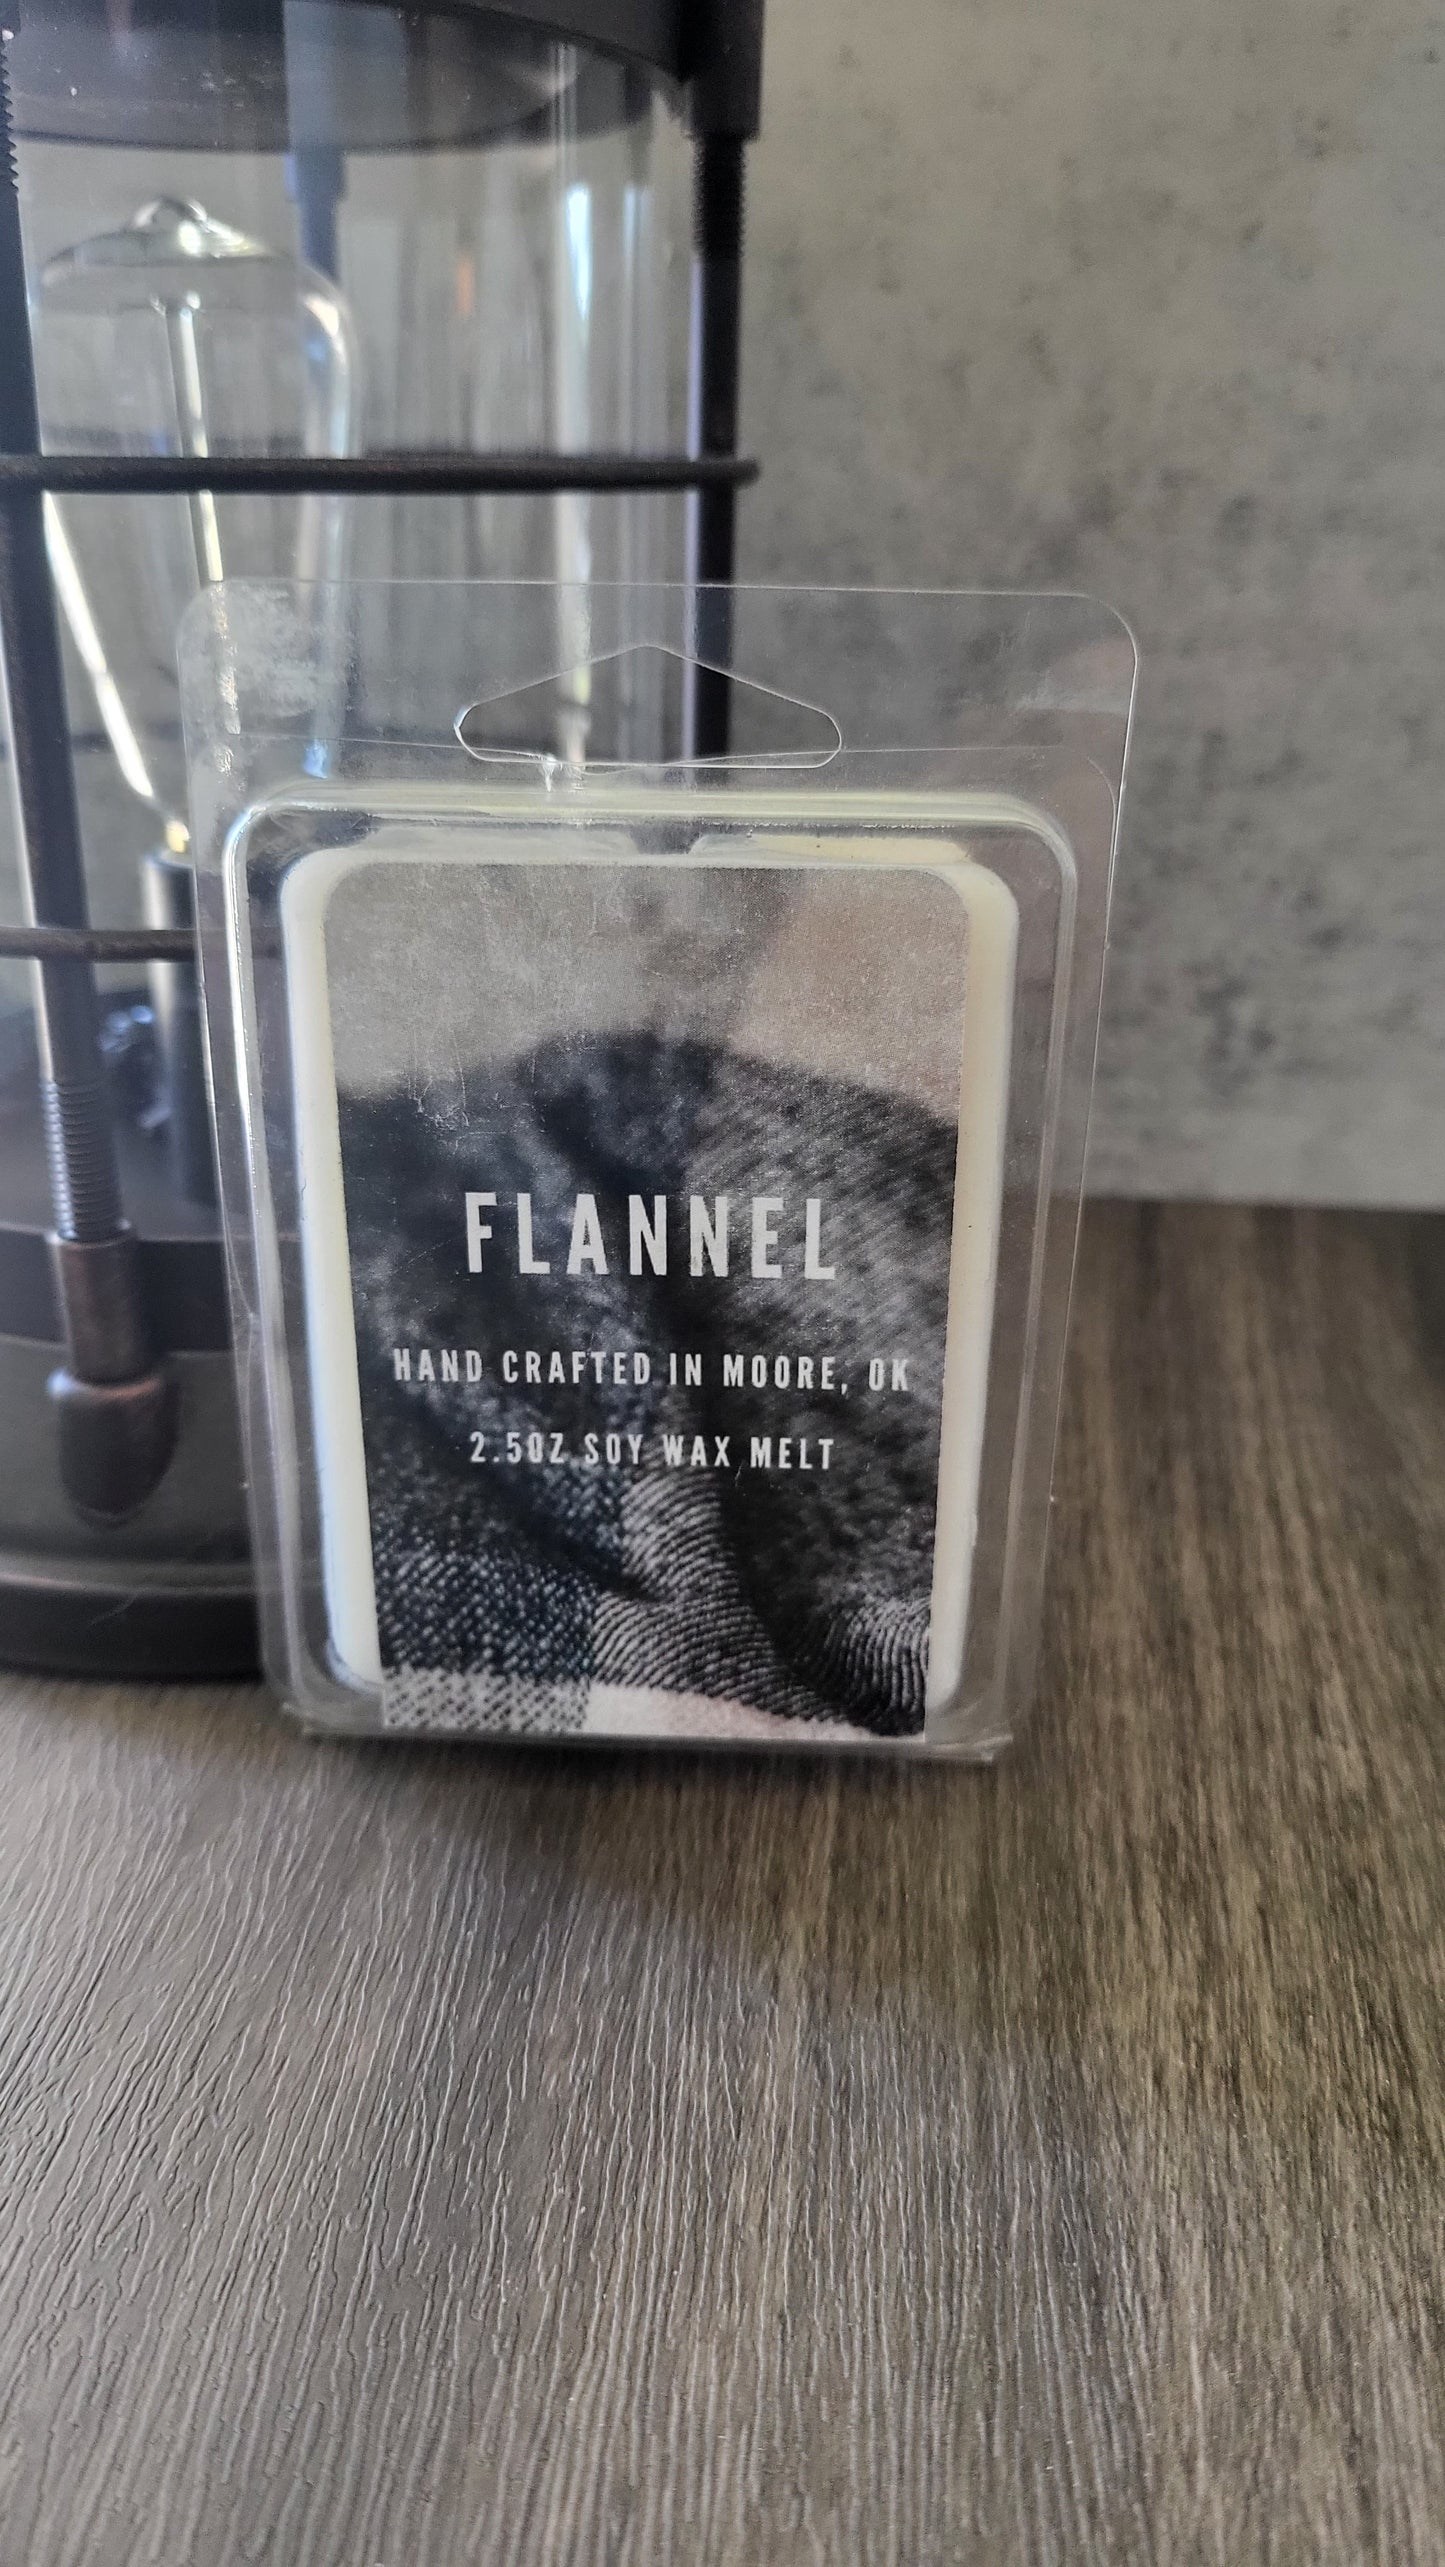 FLANNEL
HAND CRAFTED IN MOORE, OK
2.5OZ SOY WAX MELT